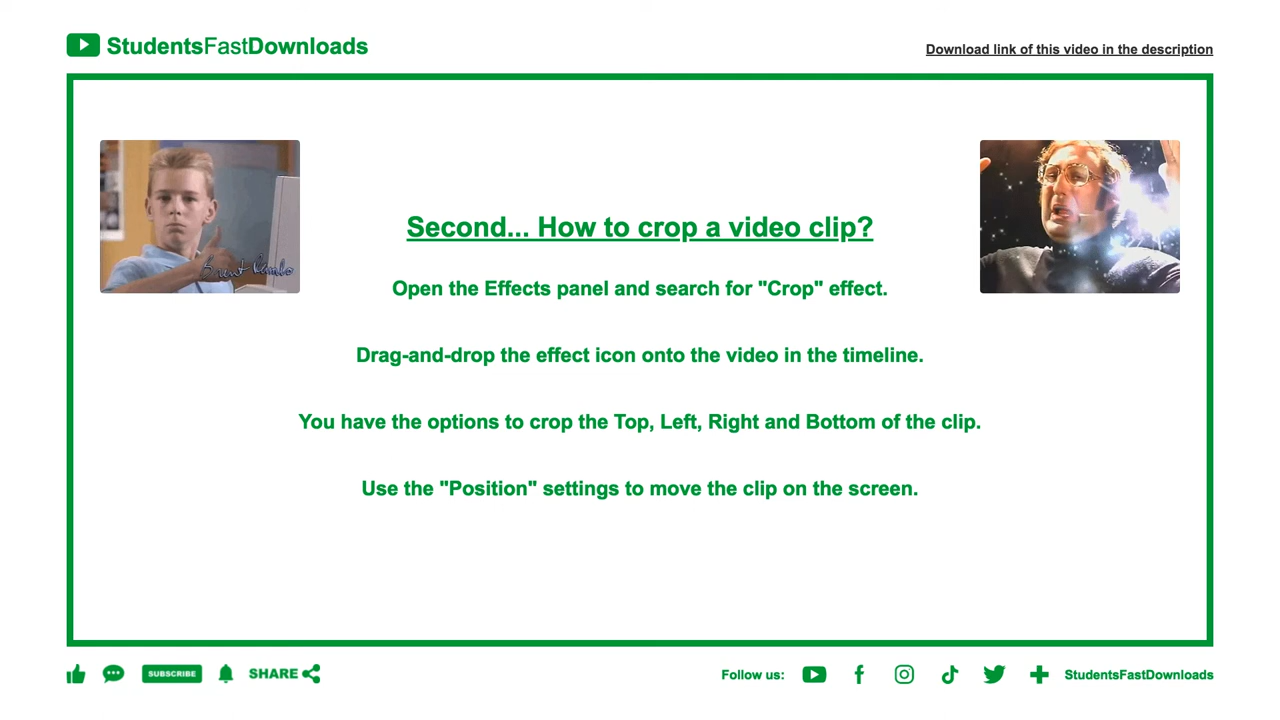 StudentsFastDownloads
Download link of this video in the description
Brent Rambo
Second... How to crop a video clip?
Open the Effects panel and search for "Crop" effect.
Drag-and-drop the effect icon onto the video in the timeline.
You have the options to crop the Top, Left, Right and Bottom of the clip.
Use the "Position" settings to move the clip on the screen.
SUBSCRIBE
SHARE
Follow us:
StudentsFastDownloads